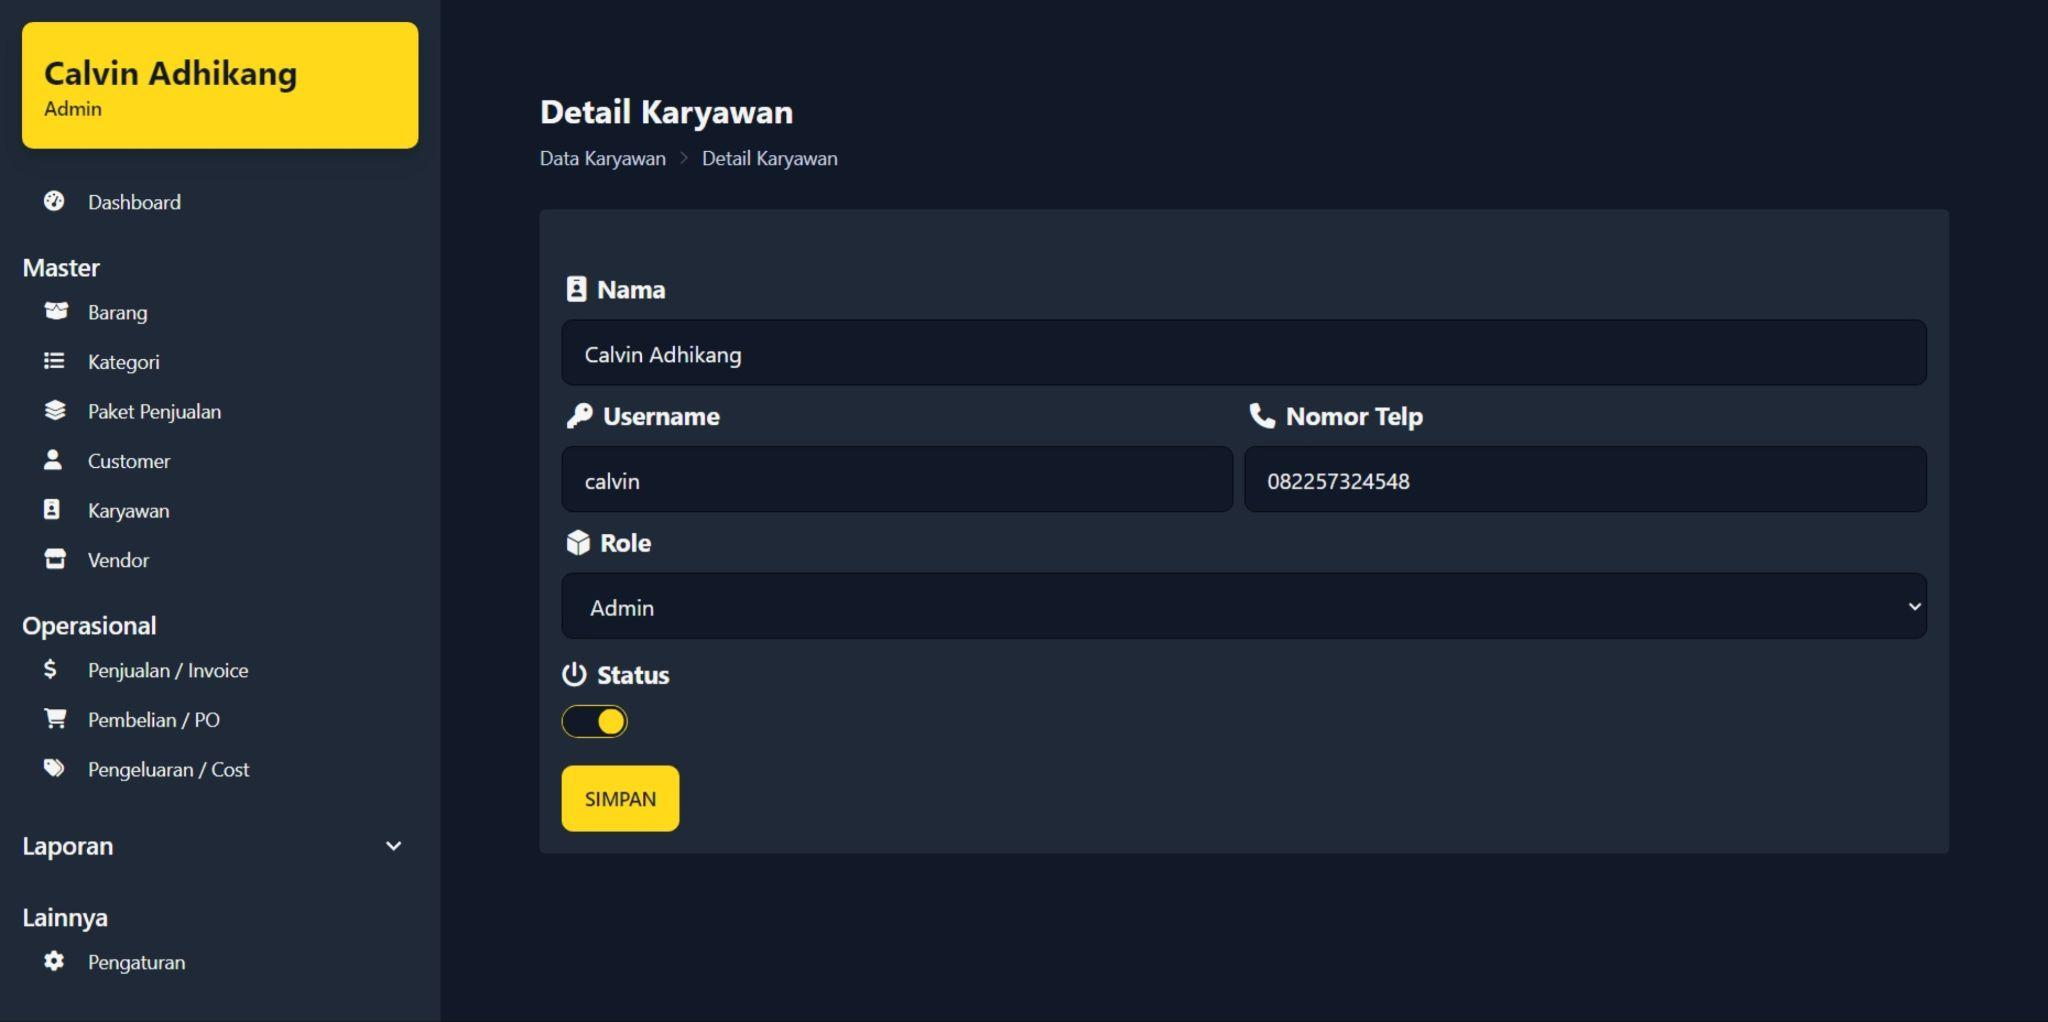 Calvin Adhikang
Admin
Dashboard
Master
Barang
Kategori
Paket Penjualan
Customer
Karyawan
Vendor
Operasional
Penjualan / Invoice
Pembelian / PO
Pengeluaran / Cost
Laporan
Lainnya
Pengaturan
Detail Karyawan
Data Karyawan > Detail Karyawan
Nama
Calvin Adhikang
Username
calvin
Nomor Telp
082257324548
Role
Admin
Status
SIMPAN